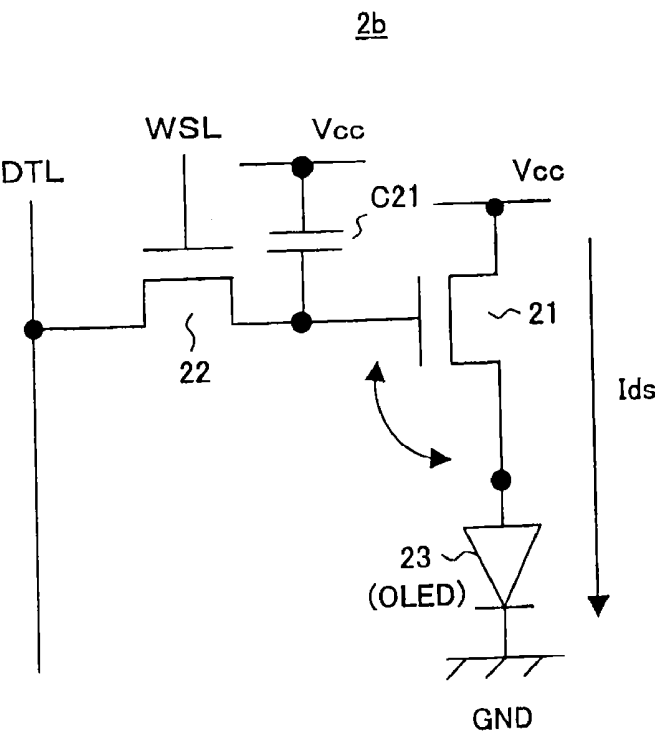 2b
WSL
Vcc
DTL
Vcc
C21
21
22
Ids
23
(OLED)
GND